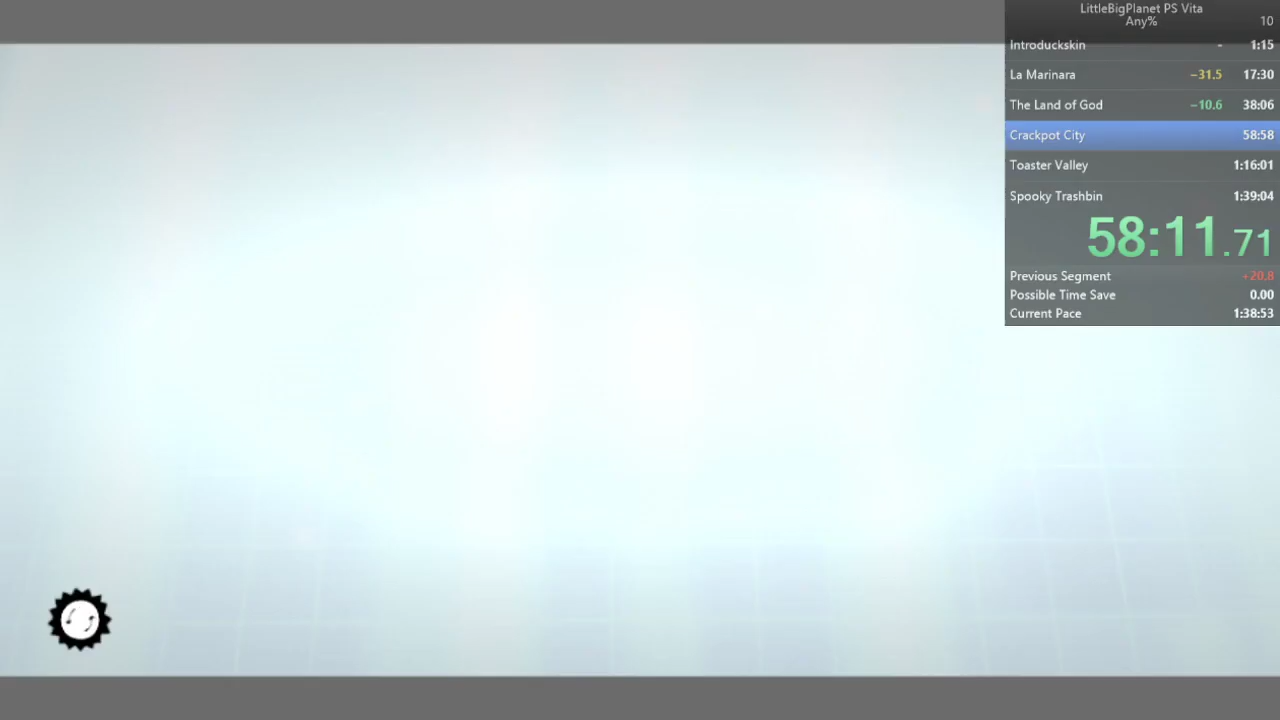 LittleBigPlanet PS Vita
Any% 10
Introduckskin - 1:15
La Marinara −31.5 17:30
The Land of God −10.6 38:06
Crackpot City 58:58
Toaster Valley 1:16:01
Spooky Trashbin 1:39:04
58:11.71
Previous Segment +20.8
Possible Time Save 0.00
Current Pace 1:38:53